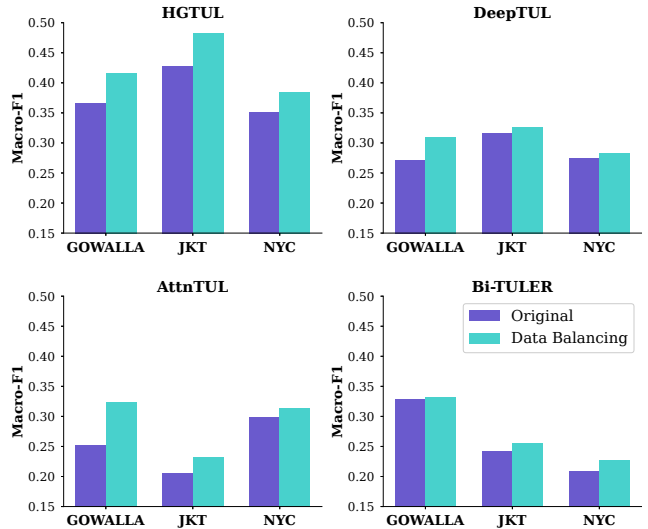 HGTUL
Macro-F1
0.50
0.45
0.40
0.35
0.30
0.25
0.20
0.15
GOWALLA JKT NYC
DeepTUL
Macro-F1
0.50
0.45
0.40
0.35
0.30
0.25
0.20
0.15
GOWALLA JKT NYC
AttnTUL
Macro-F1
0.50
0.45
0.40
0.35
0.30
0.25
0.20
0.15
GOWALLA JKT NYC
Bi-TULER
Macro-F1
0.50
0.45
0.40
0.35
0.30
0.25
0.20
0.15
Original
Data Balancing
GOWALLA JKT NYC